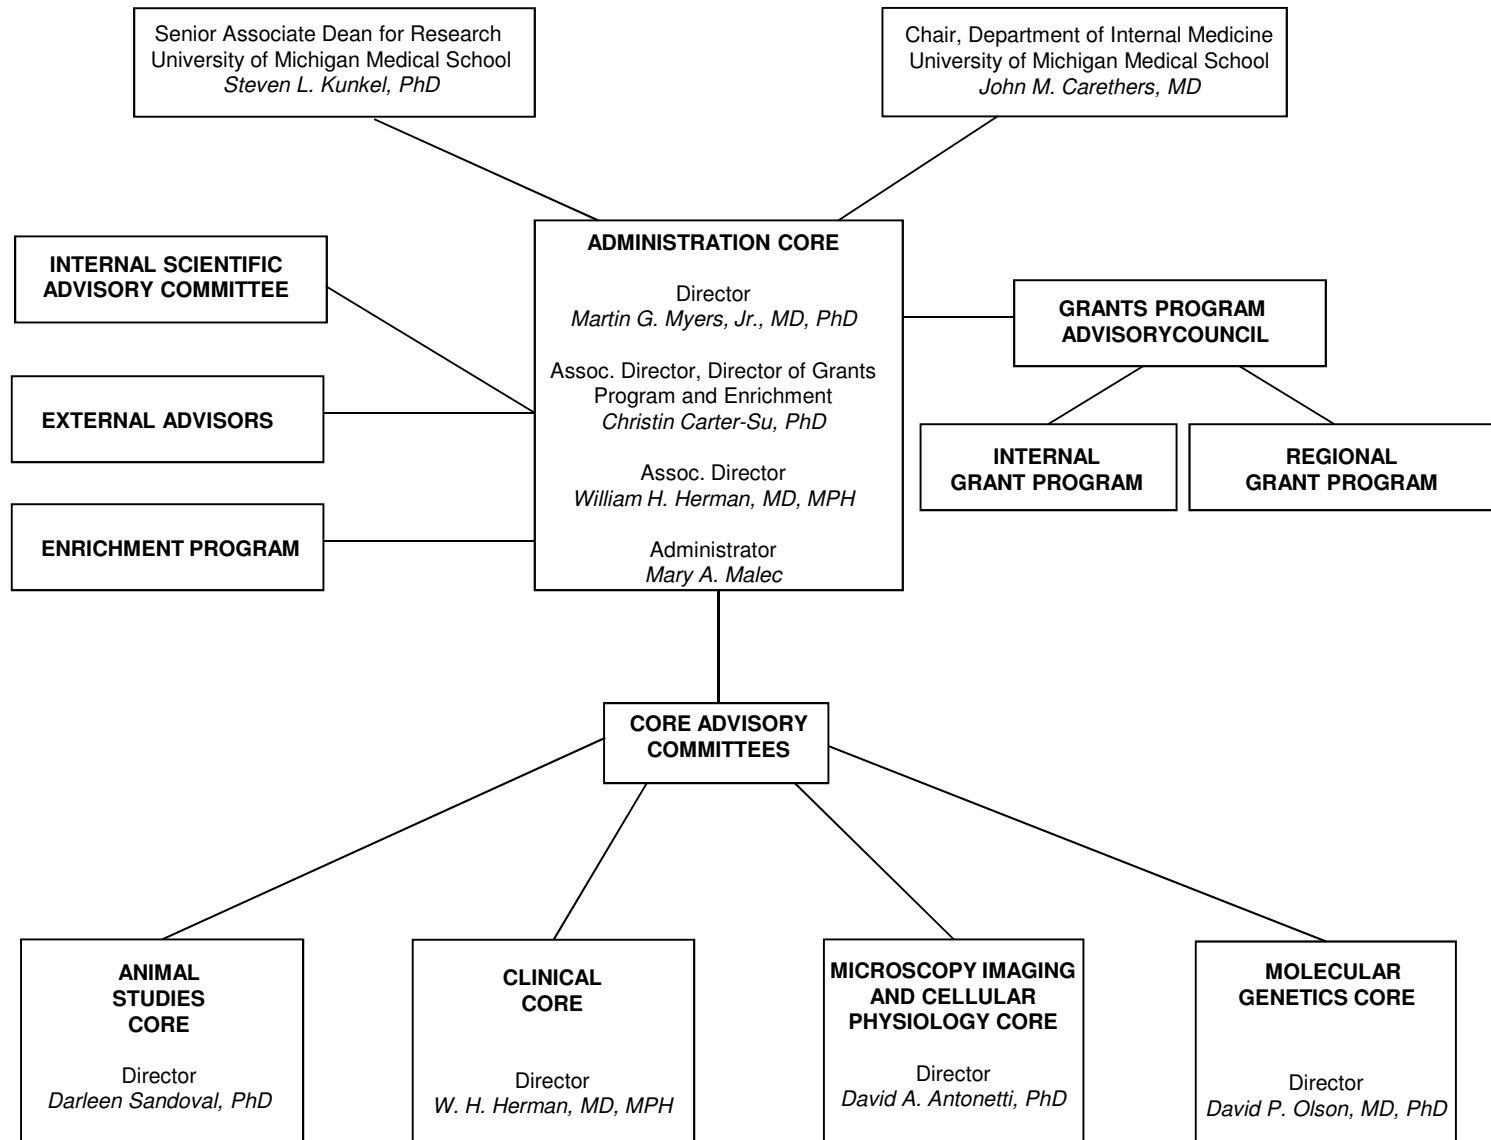 Senior Associate Dean for Research
University of Michigan Medical School
Steven L. Kunkel, PhD
Chair, Department of Internal Medicine
University of Michigan Medical School
John M. Carethers, MD
ADMINISTRATION CORE
Director
Martin G. Myers, Jr., MD, PhD
Assoc. Director, Director of Grants
Program and Enrichment
Christin Carter-Su, PhD
Assoc. Director
William H. Herman, MD, MPH
Administrator
Mary A. Malec
INTERNAL SCIENTIFIC
ADVISORY COMMITTEE
EXTERNAL ADVISORS
ENRICHMENT PROGRAM
GRANTS PROGRAM
ADVISORYCOUNCIL
INTERNAL
GRANT PROGRAM
REGIONAL
GRANT PROGRAM
CORE ADVISORY
COMMITTEES
ANIMAL
STUDIES
CORE
Director
Darleen Sandoval, PhD
CLINICAL
CORE
Director
W. H. Herman, MD, MPH
MICROSCOPY IMAGING
AND CELLULAR
PHYSIOLOGY CORE
Director
David A. Antonetti, PhD
MOLECULAR
GENETICS CORE
Director
David P. Olson, MD, PhD